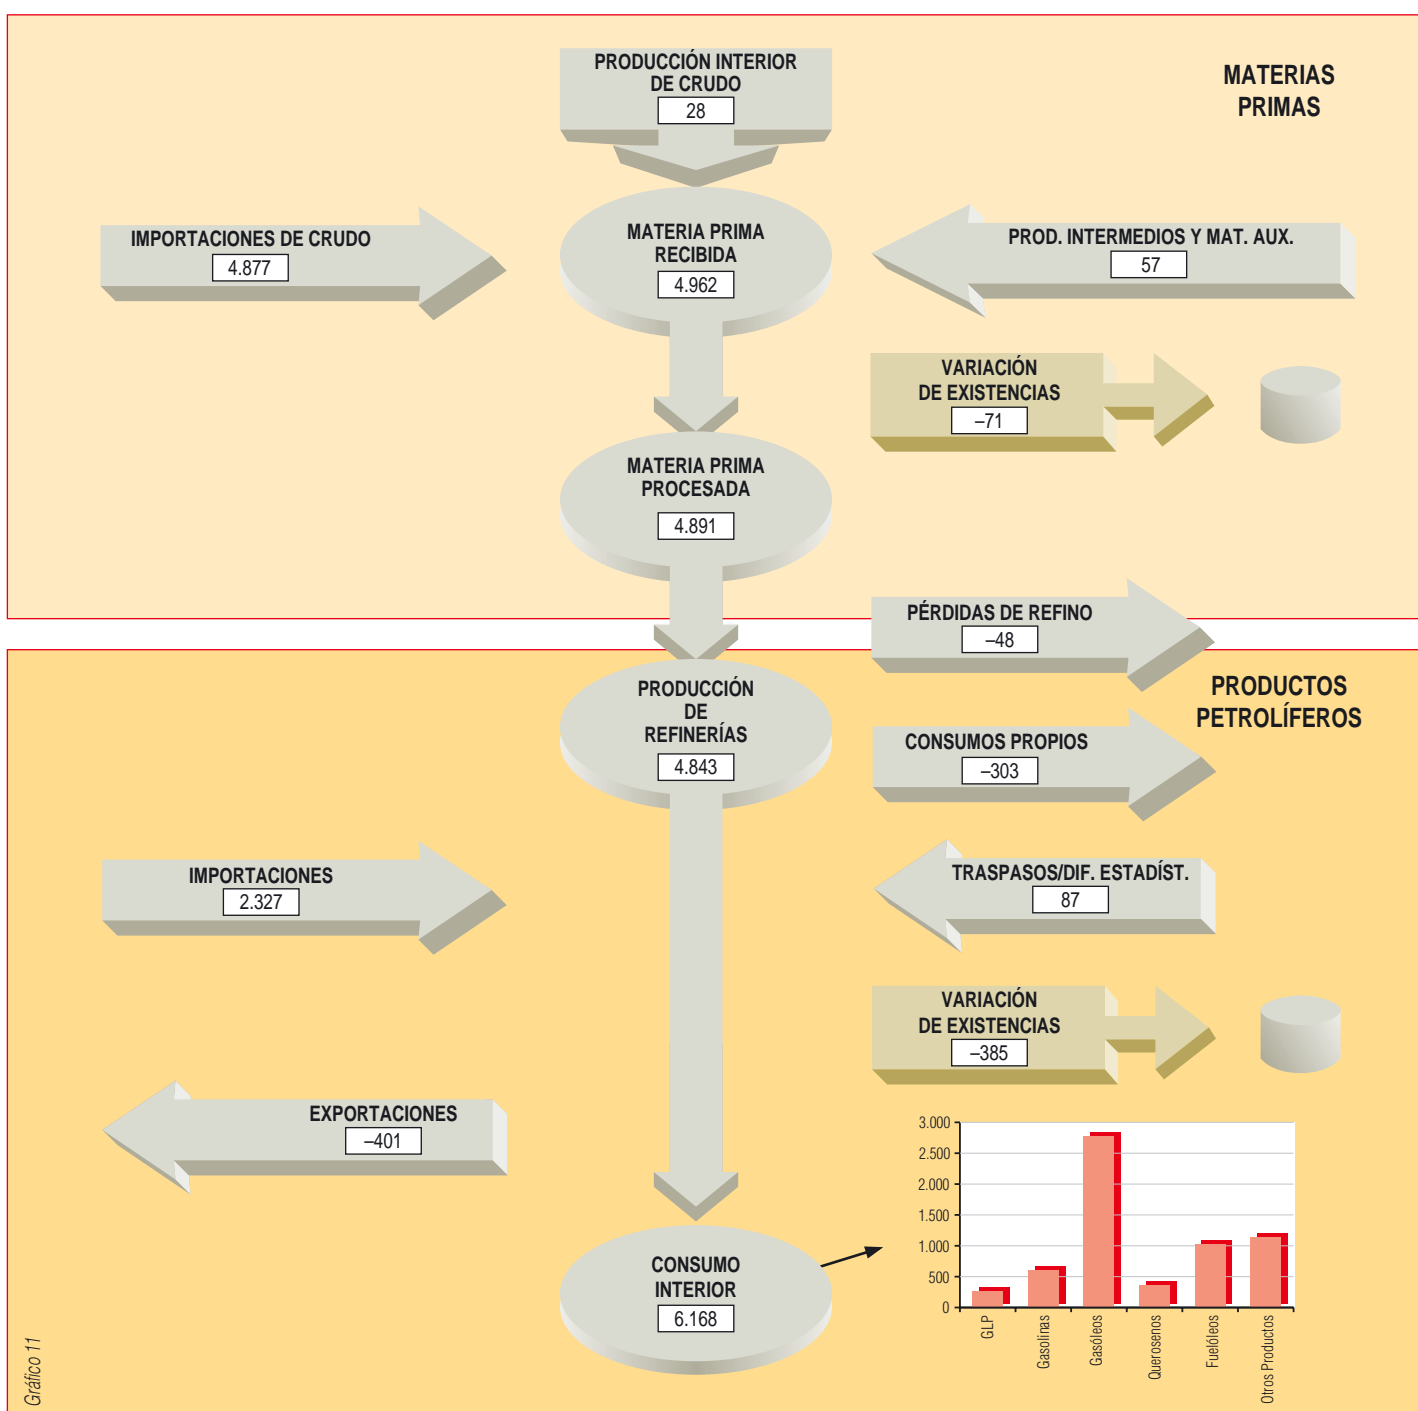 PRODUCCIÓN INTERIOR
DE CRUDO
28
MATERIAS
PRIMAS
IMPORTACIONES DE CRUDO
4.877
MATERIA PRIMA
RECIBIDA
4.962
PROD. INTERMEDIOS Y MAT. AUX.
57
VARIACIÓN
DE EXISTENCIAS
–71
MATERIA PRIMA
PROCESADA
4.891
PÉRDIDAS DE REFINO
–48
PRODUCTOS
PETROLÍFEROS
PRODUCCIÓN
DE
REFINERÍAS
4.843
CONSUMOS PROPIOS
–303
IMPORTACIONES
2.327
TRASPASOS/DIF. ESTADÍST.
87
VARIACIÓN
DE EXISTENCIAS
–385
EXPORTACIONES
–401
CONSUMO
INTERIOR
6.168
3.000
2.500
2.000
1.500
1.000
500
0
GLP
Gasolinas
Gasóleos
Querosenos
Fuelóleos
Otros Productos
Gráfico 11